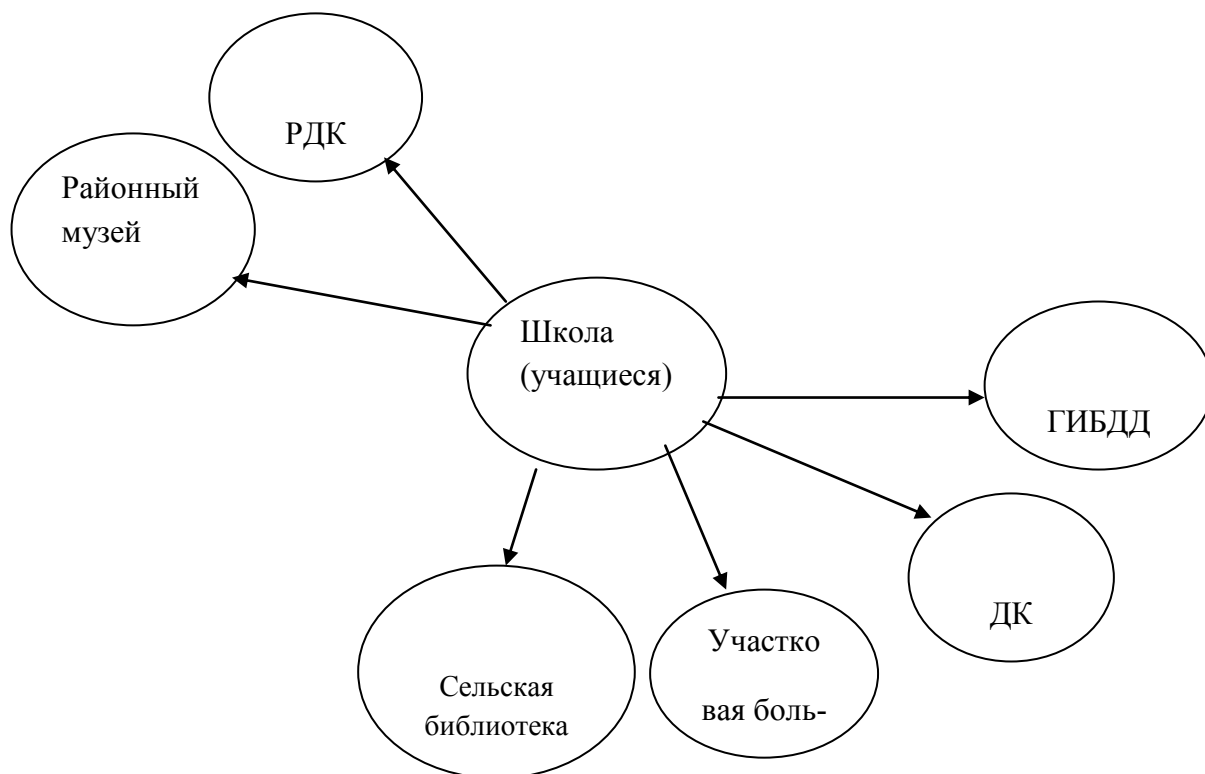 РДК
Районный
музей
Школа
(учащиеся)
ГИБДД
ДК
Участко
вая боль-
Сельская
библиотека